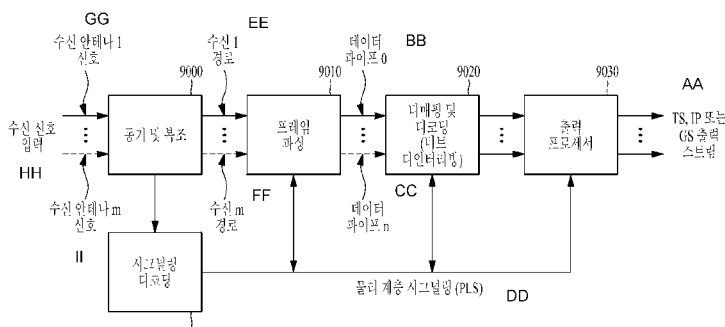 GG
수신 안테나 1
신호
EE
수신 1
경로
데이터
파이프 0
BB
9000
9010
9020
9030
AA
수신 신호
입력
HH
동기 및 복조
프레임
파싱
디매핑 및
디코딩
(비트
디인터리빙)
출력
프로세서
TS, IP 또는
GS 출력
스트림
수신 안테나 m
신호
수신 m
경로
FF
데이터
파이프 n
CC
II
시그널링
디코딩
물리 계층 시그널링 (PLS)
DD